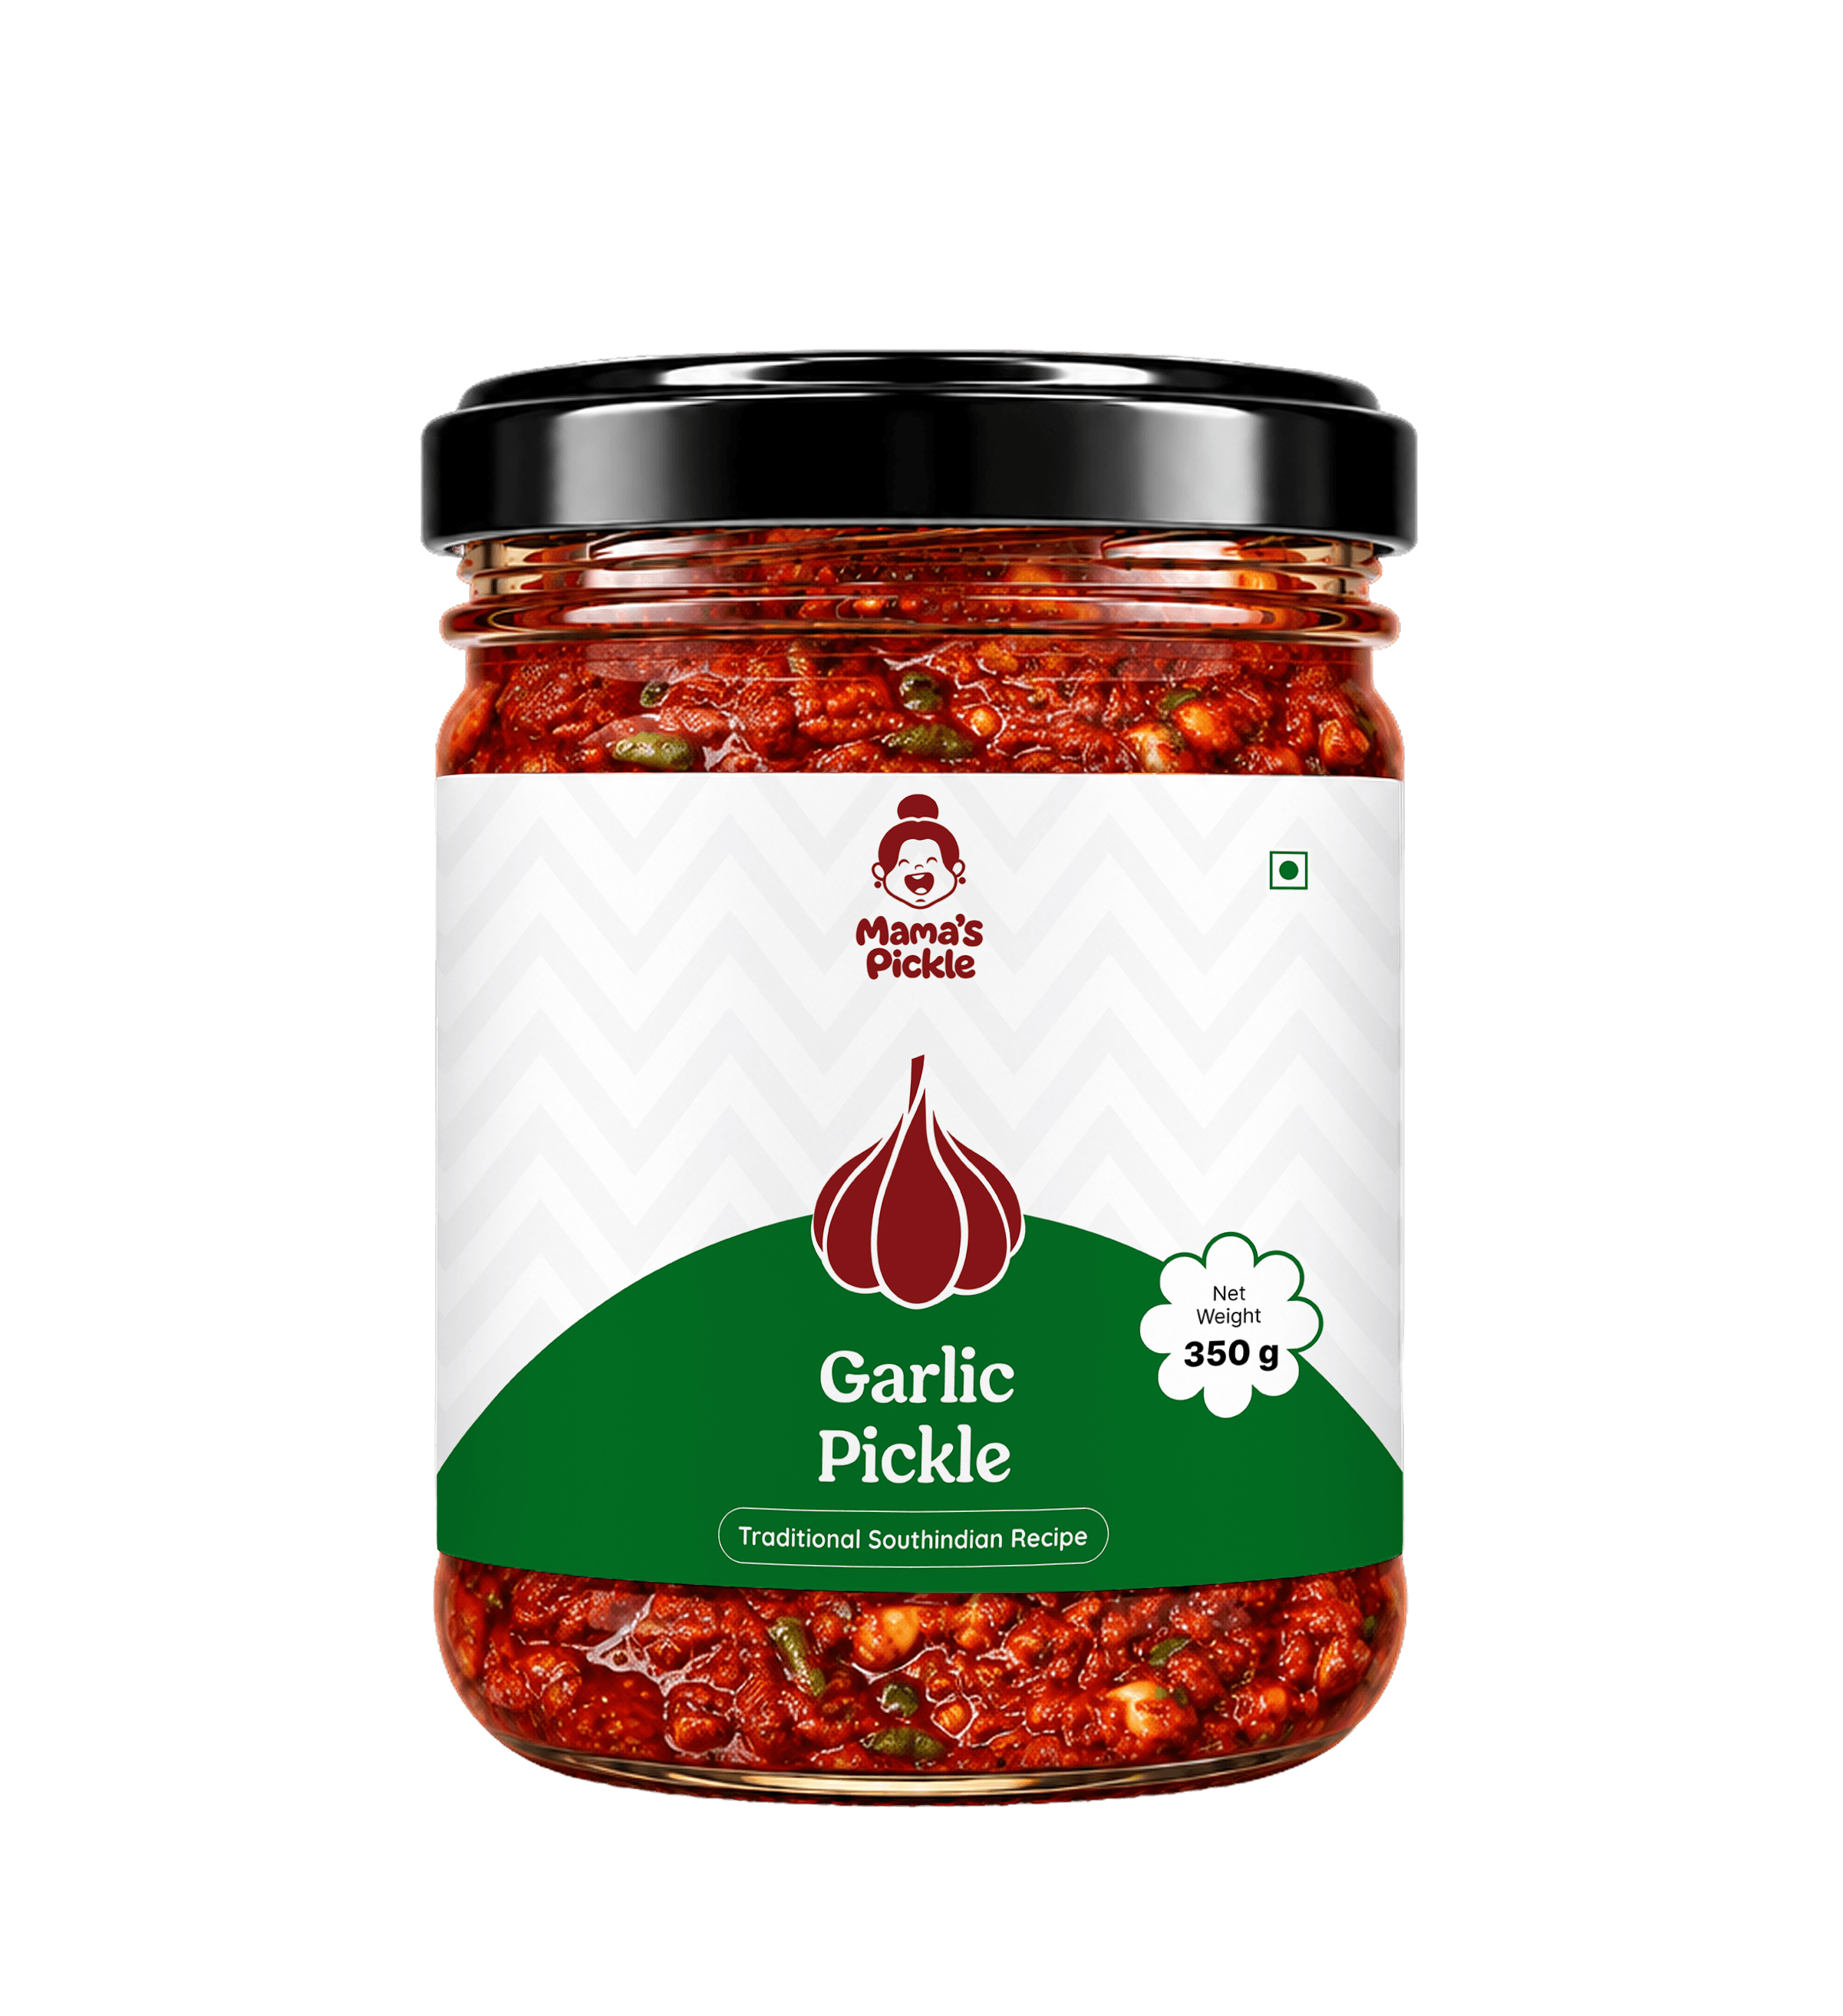 Mama's
Pickle
Net
Weight
350 g
Garlic
Pickle
Traditional Southindian Recipe